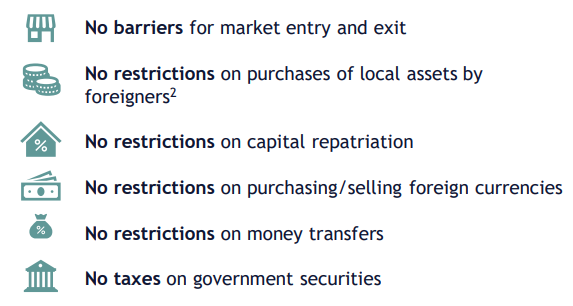 No barriers for market entry and exit
No restrictions on purchases of local assets by
foreigners²
No restrictions on capital repatriation
No restrictions on purchasing/selling foreign currencies
No restrictions on money transfers
No taxes on government securities